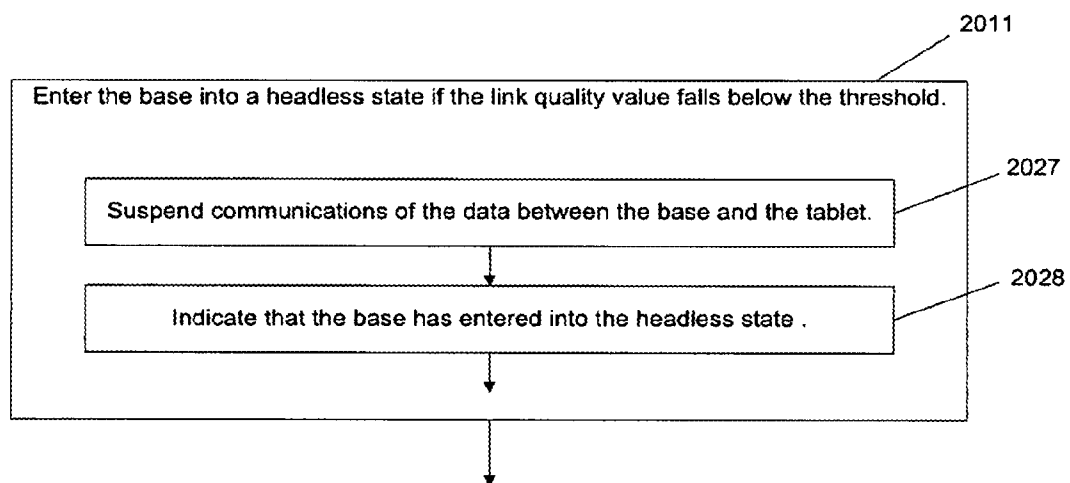 2011
Enter the base into a headless state if the link quality value falls below the threshold.
2027
Suspend communications of the data between the base and the tablet.
2028
Indicate that the base has entered into the headless state .